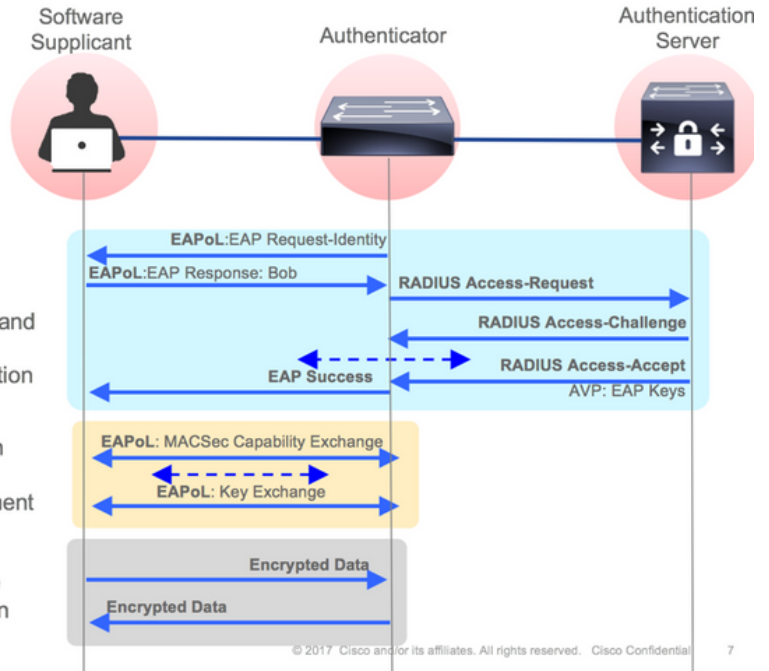 Software
Supplicant
Authenticator
Authentication
Server
EAPoL:EAP Request-Identity
EAPoL:EAP Response: Bob
RADIUS Access-Request
and
RADIUS Access-Challenge
RADIUS Access-Accept
tion
EAP Success
AVP: EAP Keys
EAPoL: MACSec Capability Exchange
n
EAPoL: Key Exchange
nent
Encrypted Data
Encrypted Data
n
© 2017 Cisco and/or its affiliates. All rights reserved. Cisco Confidential 7